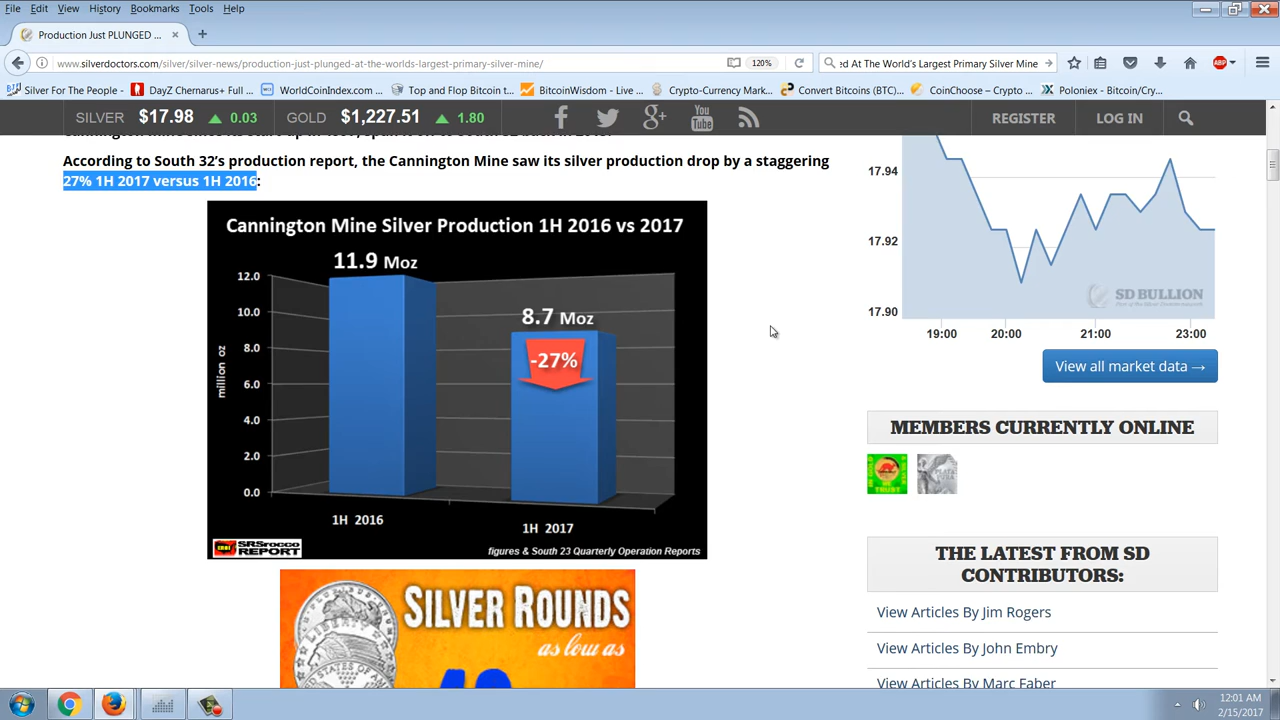 File Edit View History Bookmarks Tools Help
Production Just PLUNGED ...
www.silverdoctors.com/silver/silver-news/production-just-plunged-at-the-worlds-largest-primary-silver-mine/
120%
:d At The World's Largest Primary Silver Mine
ABP
Silver For The People - DayZ Chernarus+ Full ... WorldCoinIndex.com ... Top and Flop Bitcoin t... BitcoinWisdom - Live ... Crypto-Currency Mark... Convert Bitcoins (BTC)... CoinChoose – Crypto ... Poloniex - Bitcoin/Cry...
SILVER $17.98 0.03 GOLD $1,227.51 1.80 You Tube REGISTER LOG IN
According to South 32's production report, the Cannington Mine saw its silver production drop by a staggering
27% 1H 2017 versus 1H 2016:
Cannington Mine Silver Production 1H 2016 vs 2017
11.9 Moz
8.7 Moz
-27%
million oz
12.0
10.0
8.0
6.0
4.0
2.0
0.0
1H 2016
1H 2017
SRSrocco
REPORT
figures & South 23 Quarterly Operation Reports
SILVER ROUNDS
as low as
LIBERTY
17.94
17.92
17.90
SD BULLION
19:00 20:00 21:00 23:00
View all market data →
MEMBERS CURRENTLY ONLINE
THE LATEST FROM SD
CONTRIBUTORS:
View Articles By Jim Rogers
View Articles By John Embry
View Articles By Marc Faber
12:01 AM
2/15/2017